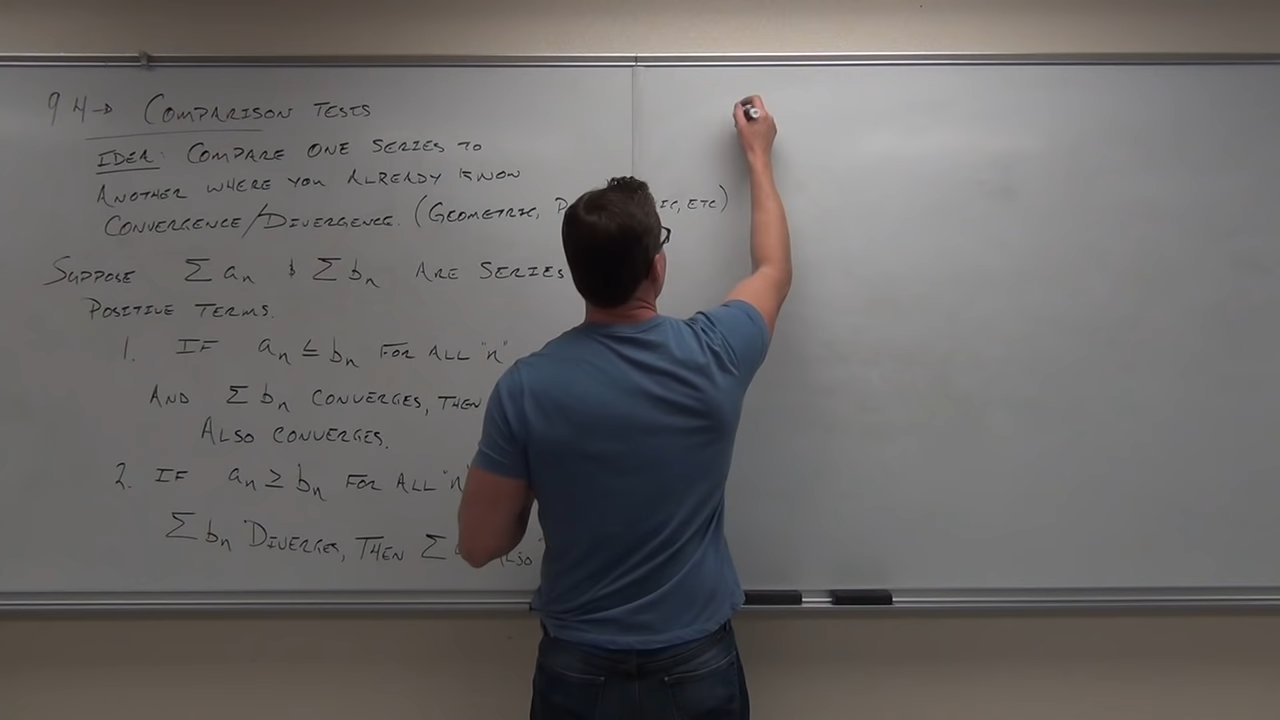 9 4→ COMPARISON TESTS
IDEA: COMPARE ONE SERIES TO
ANOTHER WHERE YOU ALREADY KNOW
CONVERGENCE/DIVERGENCE. (GEOMETRIC, ETC)
SUPPOSE Σ aₙ & Σ bₙ ARE SERIES
POSITIVE TERMS.
1. IF aₙ ≤ bₙ FOR ALL "n"
AND Σ bₙ CONVERGES, THEN
ALSO CONVERGES.
2. IF aₙ ≥ bₙ FOR ALL "n"
Σ bₙ DIVERGES, THEN Σ ALSO